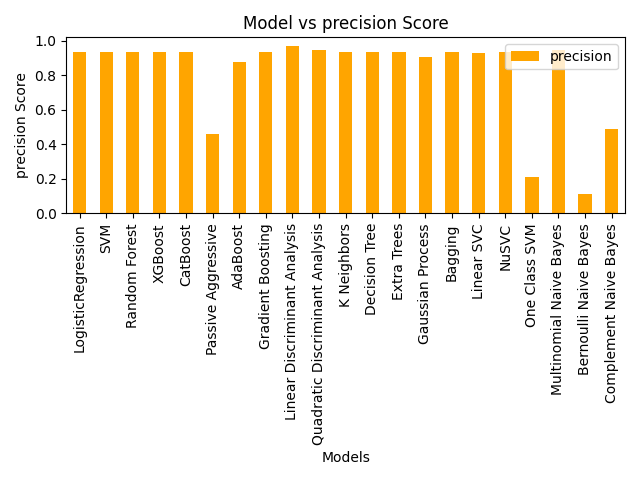 Model vs precision Score
precision
precision Score
1.0
0.8
0.6
0.4
0.2
0.0
LogisticRegression
SVM
Random Forest
XGBoost
CatBoost
Passive Aggressive
AdaBoost
Gradient Boosting
Linear Discriminant Analysis
Quadratic Discriminant Analysis
K Neighbors
Decision Tree
Extra Trees
Gaussian Process
Bagging
Linear SVC
NuSVC
One Class SVM
Multinomial Naive Bayes
Bernoulli Naive Bayes
Complement Naive Bayes
Models